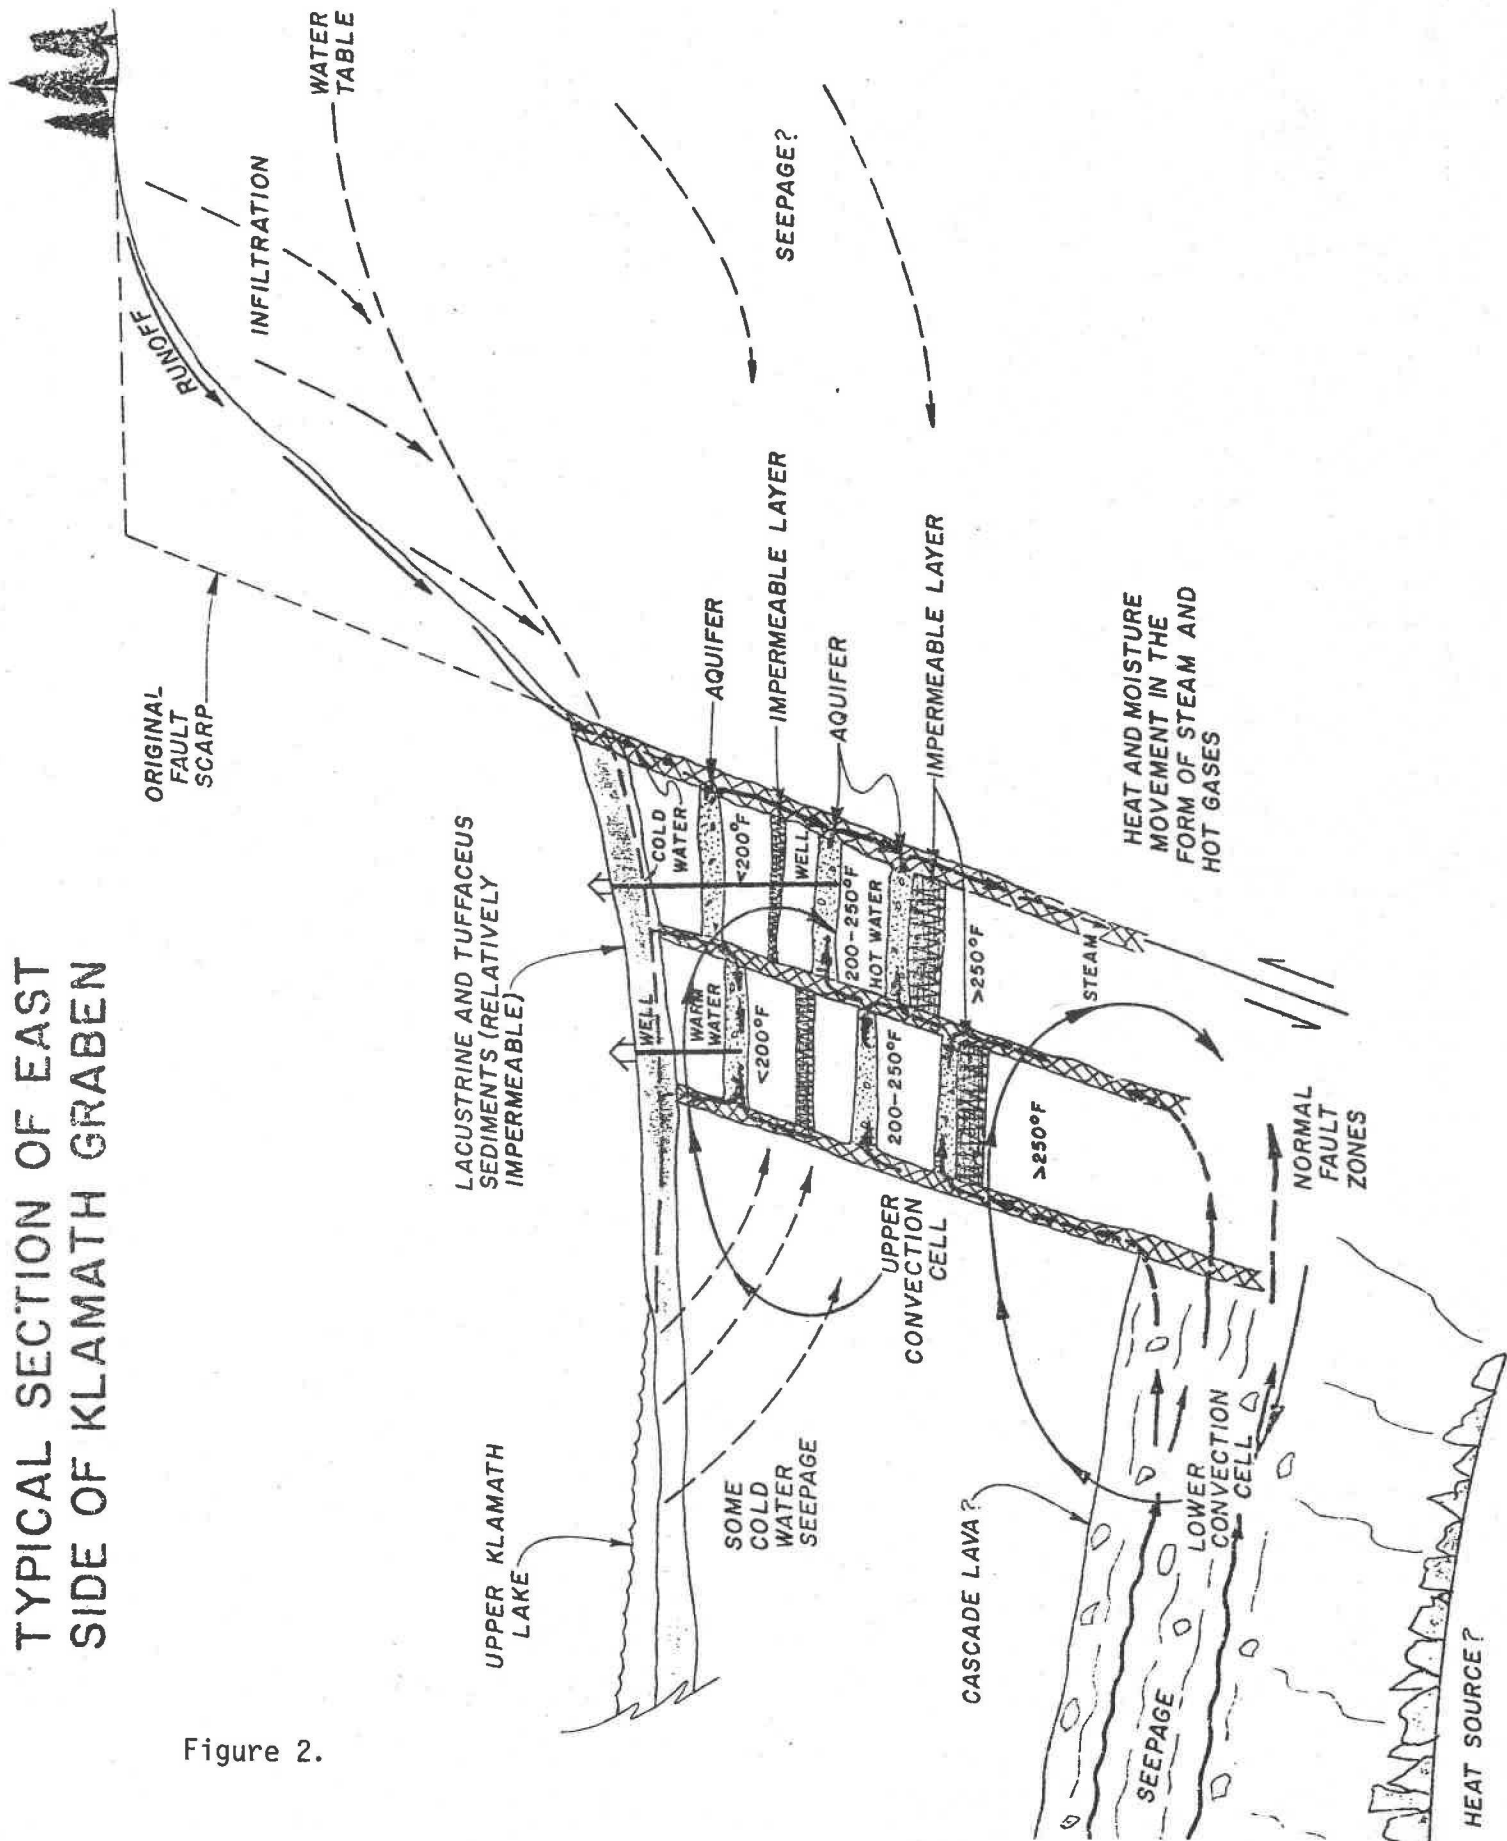 TYPICAL SECTION OF EAST
SIDE OF KLAMATH GRABEN
ORIGINAL
FAULT
SCARP
RUNOFF
INFILTRATION
WATER
TABLE
LACUSTRINE AND TUFFACEUS
SEDIMENTS (RELATIVELY
IMPERMEABLE)
UPPER KLAMATH
LAKE
WELL
COLD
WATER
WARM
WATER
<200°F
<200°F
WELL
AQUIFER
IMPERMEABLE LAYER
AQUIFER
IMPERMEABLE LAYER
SEEPAGE?
SOME
COLD
WATER
SEEPAGE
UPPER
CONVECTION
CELL
200-250°F
200-250°F
HOT WATER
>250°F
>250°F
STEAM
HEAT AND MOISTURE
MOVEMENT IN THE
FORM OF STEAM AND
HOT GASES
CASCADE LAVA?
SEEPAGE
LOWER
CONVECTION
CELL
NORMAL
FAULT
ZONES
HEAT SOURCE?
Figure 2.